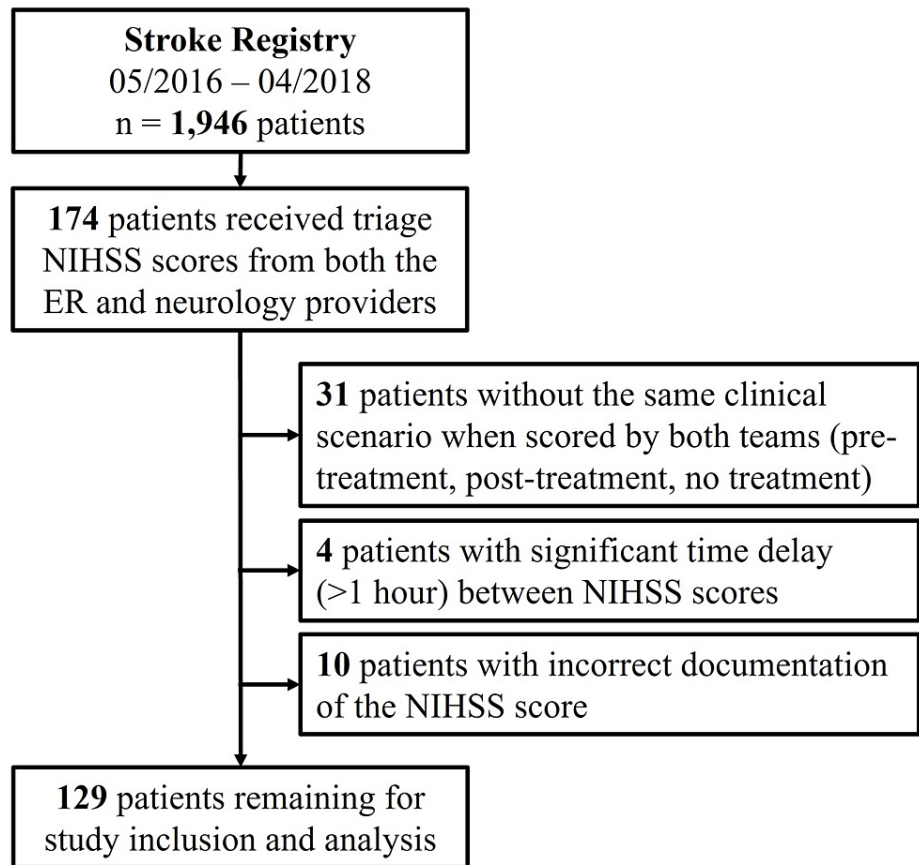 Stroke Registry
05/2016 – 04/2018
n = 1,946 patients
174 patients received triage
NIHSS scores from both the
ER and neurology providers
31 patients without the same clinical
scenario when scored by both teams (pre-
treatment, post-treatment, no treatment)
4 patients with significant time delay
(>1 hour) between NIHSS scores
10 patients with incorrect documentation
of the NIHSS score
129 patients remaining for
study inclusion and analysis